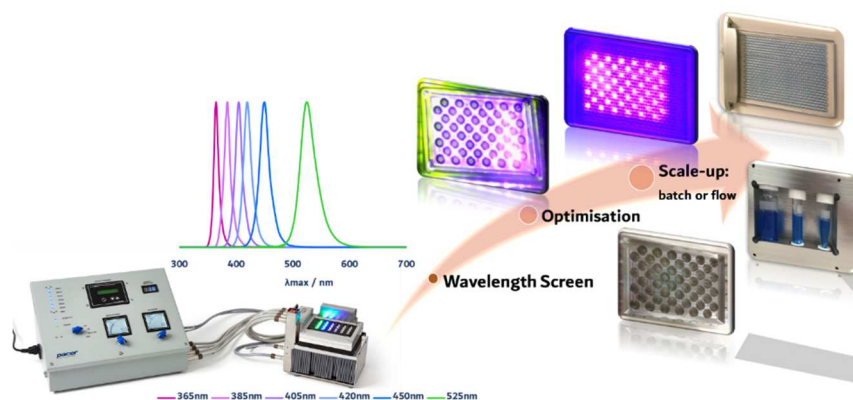 Scale-up:
batch or flow
Optimisation
Wavelength Screen
300 400 500 600 700
λmax / nm
pacer
365nm 385nm 405nm 420nm 450nm 525nm